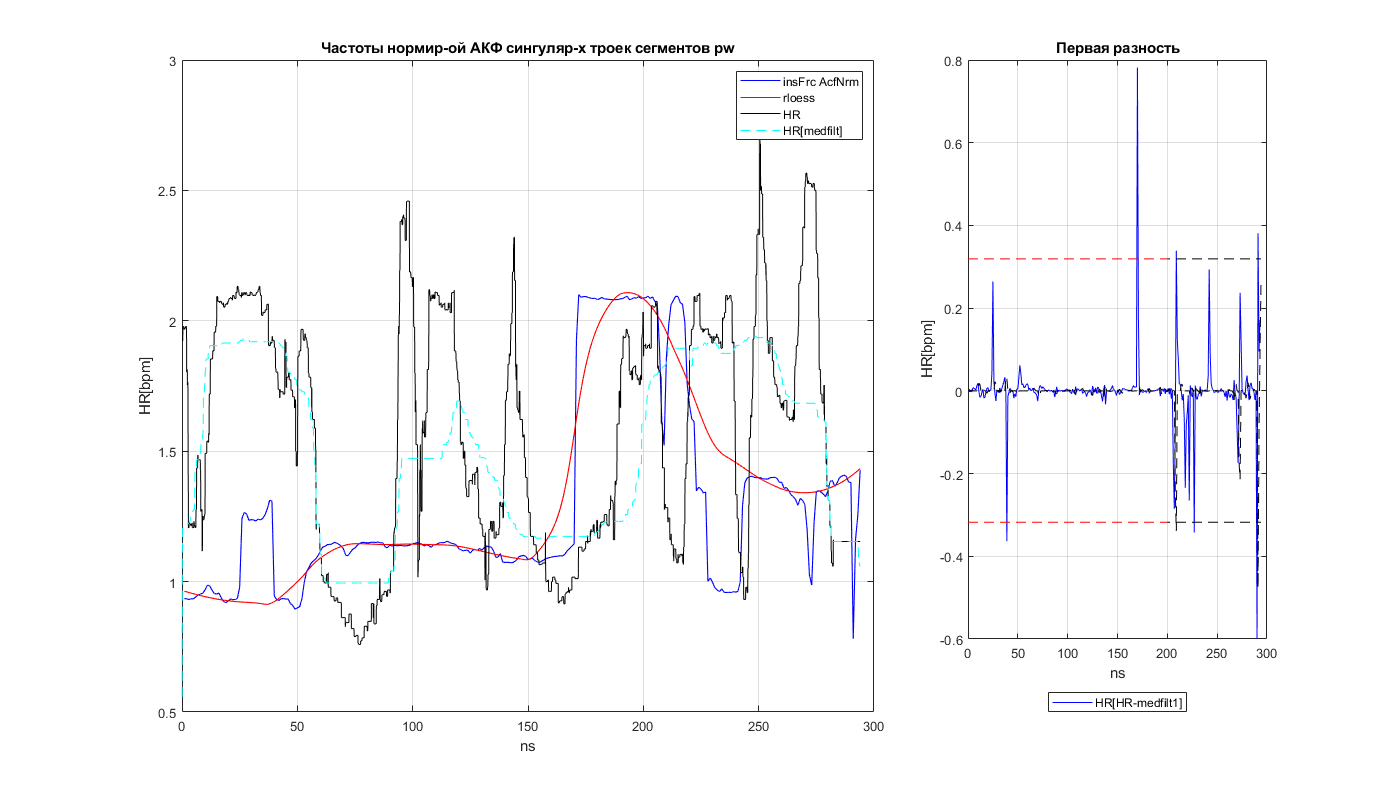 Частоты нормир-ой АКФ сингуляр-х троек сегментов pw
3
2.5
2
1.5
1
0.5
HR[bpm]
0
50
100
150
200
250
300
ns
insFrc AcfNrm
rloess
HR
HR[medfilt]
Первая разность
0.8
0.6
0.4
0.2
0
-0.2
-0.4
-0.6
HR[bpm]
0
50
100
150
200
250
300
ns
HR[HR-medfilt1]